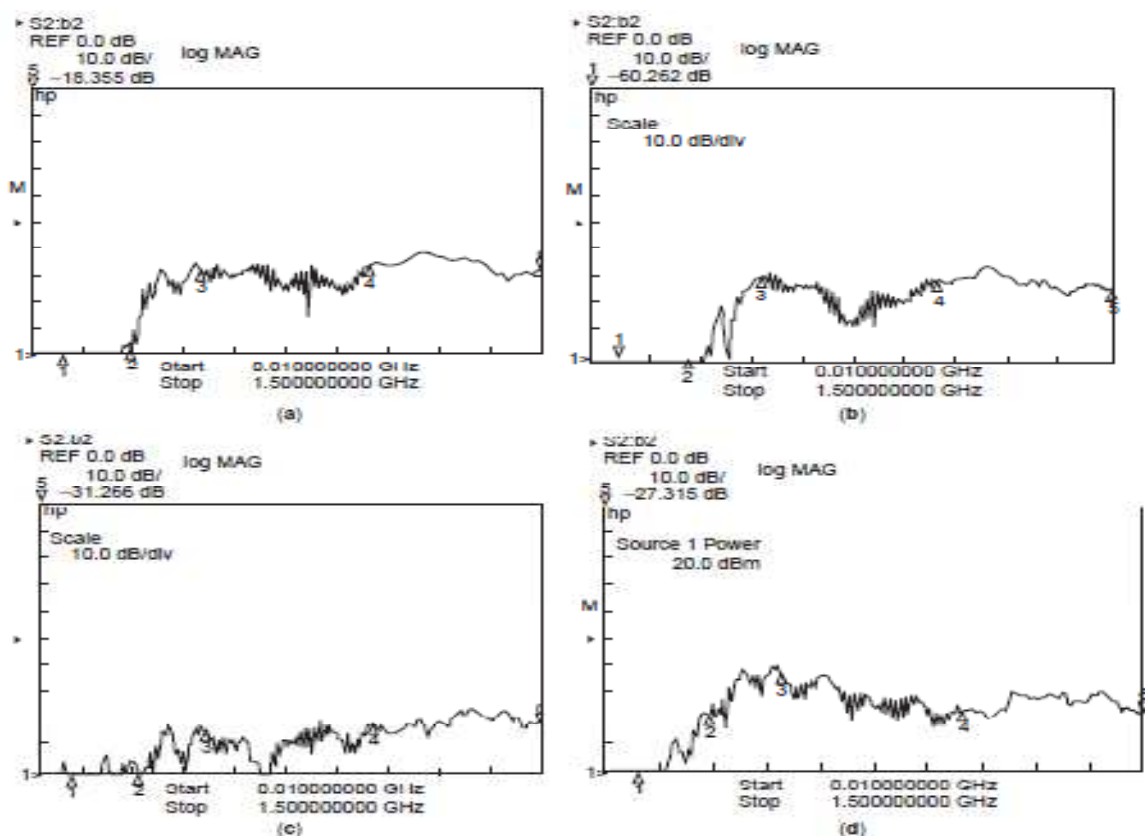 S2:b2
REF 0.0 dB
10.0 dB/
log MAG
5
−18.355 dB
hp
M
3
4
1>
1
2
Start 0.010000000 GHz
Stop 1.500000000 GHz
(a)
S2:b2
REF 0.0 dB
10.0 dB/
log MAG
1
−60.262 dB
hp
Scale
10.0 dB/div
M
1
3
4
5
1>
2
Start 0.010000000 GHz
Stop 1.500000000 GHz
(b)
S2:b2
REF 0.0 dB
10.0 dB/
log MAG
5
−31.266 dB
hp
Scale
10.0 dB/div
3
4
1>
1
2
Start 0.010000000 GHz
Stop 1.500000000 GHz
(c)
S2:b2
REF 0.0 dB
10.0 dB/
log MAG
5
−27.315 dB
hp
Source 1 Power
20.0 dBm
M
3
2
4
1>
1
Start 0.010000000 GHz
Stop 1.500000000 GHz
(d)